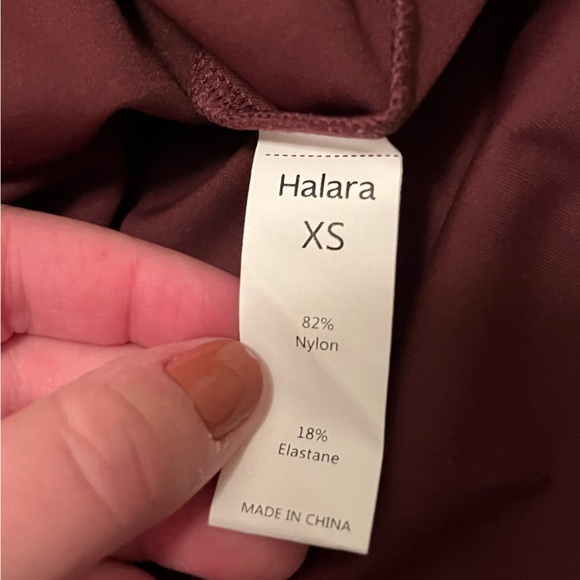 Halara
XS
82%
Nylon
18%
Elastane
MADE IN CHINA